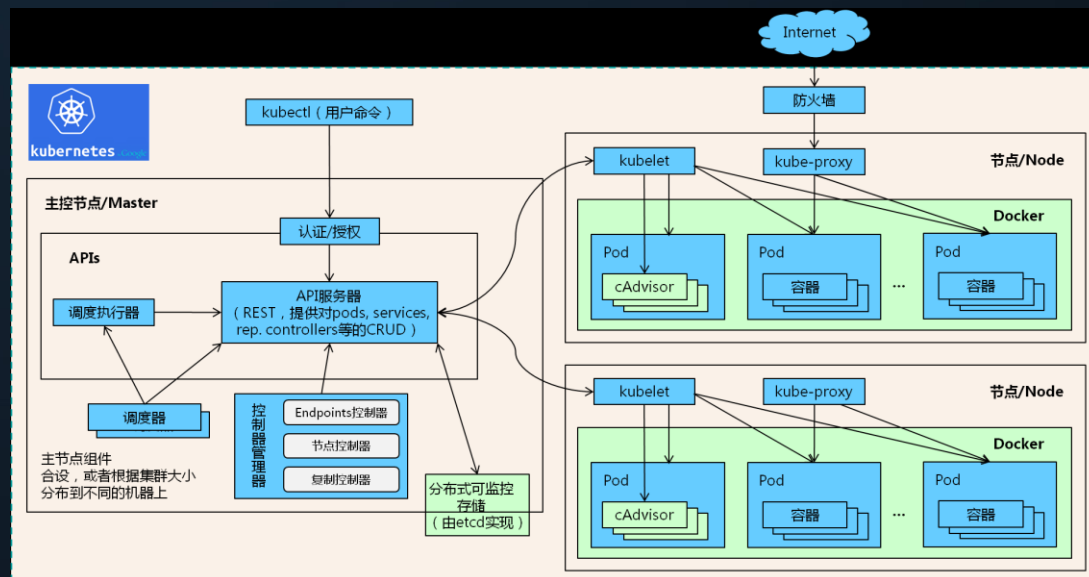 Internet
防火墙
kubernetes
Google
kubectl（用户命令）
主控节点/Master
认证/授权
APIs
API服务器
（REST，提供对pods, services,
rep. controllers等的CRUD）
调度执行器
调度器
控制器管理器
Endpoints控制器
节点控制器
复制控制器
主节点组件
合设，或者根据集群大小
分布到不同的机器上
分布式可监控
存储
（由etcd实现）
kubelet
kube-proxy
节点/Node
Docker
Pod
cAdvisor
Pod
容器
...
Pod
容器
kubelet
kube-proxy
节点/Node
Docker
Pod
cAdvisor
Pod
容器
...
Pod
容器